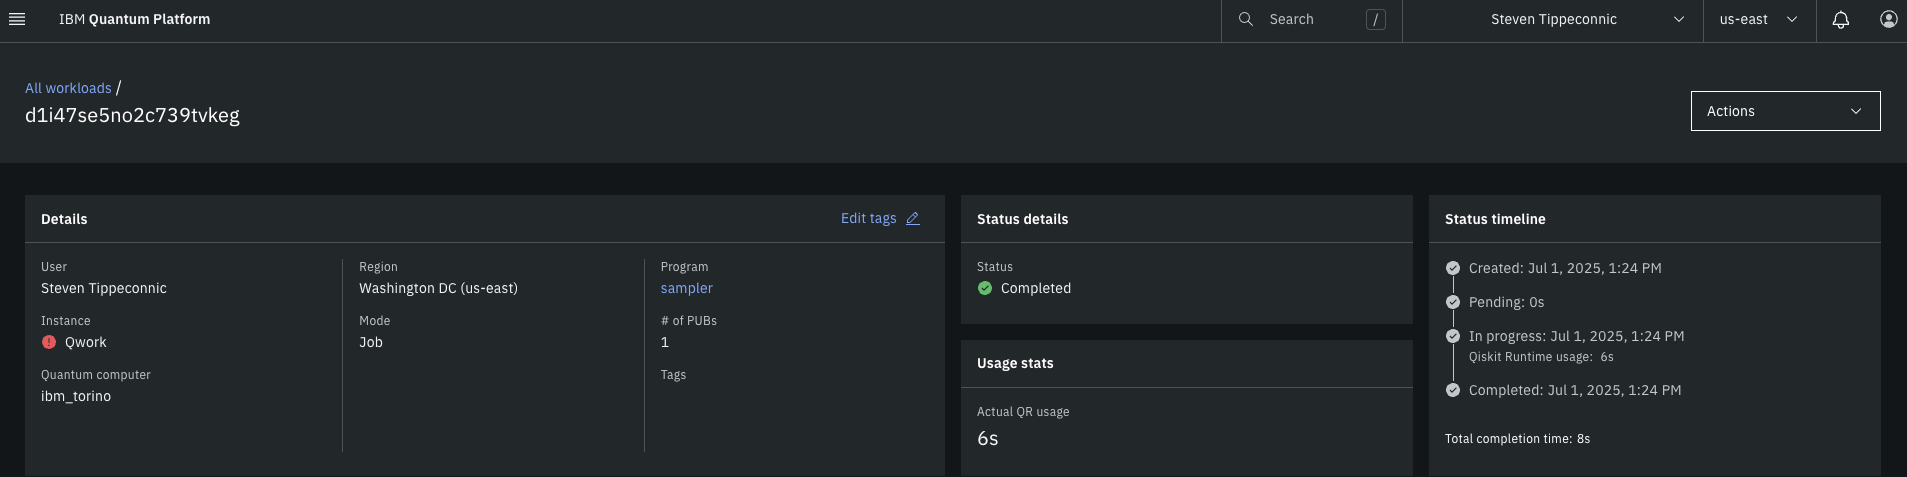 IBM Quantum Platform
Search
/
Steven Tippeconnic
us-east
All workloads /
d1i47se5no2c739tvkeg
Actions
Details
Edit tags
User
Steven Tippeconnic
Instance
Qwork
Quantum computer
ibm_torino
Region
Washington DC (us-east)
Mode
Job
Program
sampler
# of PUBs
1
Tags
Status details
Status
Completed
Usage stats
Actual QR usage
6s
Status timeline
Created: Jul 1, 2025, 1:24 PM
Pending: 0s
In progress: Jul 1, 2025, 1:24 PM
Qiskit Runtime usage: 6s
Completed: Jul 1, 2025, 1:24 PM
Total completion time: 8s